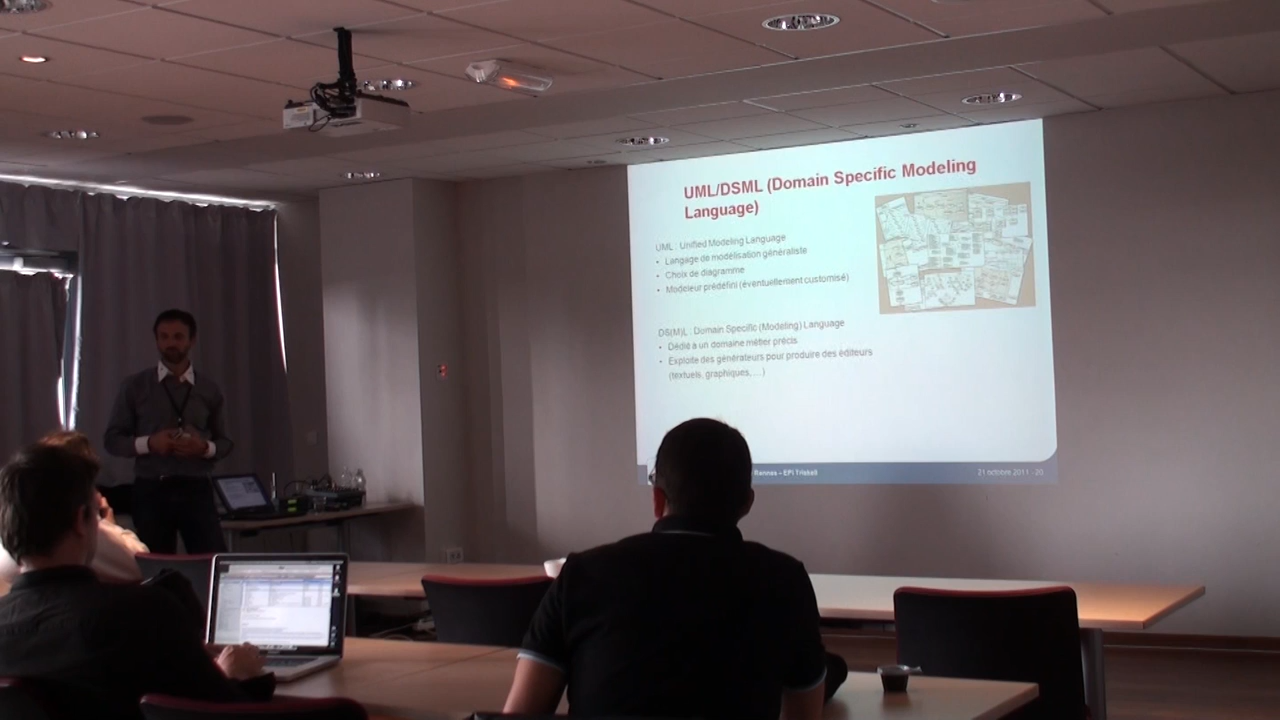 UML/DSML (Domain Specific Modeling
Language)
UML : Unified Modeling Language
• Langage de modélisation généraliste
• Choix de diagramme
• Modeleur prédéfini (éventuellement customisé)
DS(M)L : Domain Specific (Modeling) Language
• Dédié à un domaine métier précis
• Exploite des générateurs pour produire des éditeurs
(textuels, graphiques, …)
Rennes – EPI Triskell
21 octobre 2011 - 20